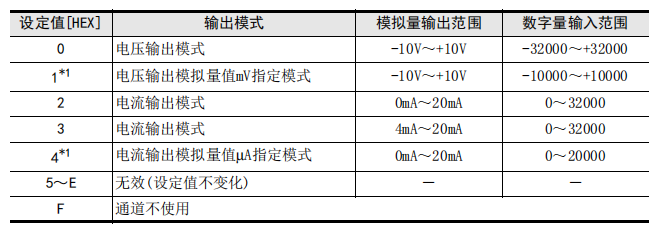 设定值[HEX] 输出模式 模拟量输出范围 数字量输入范围
0 电压输出模式 -10V～+10V -32000～+32000
1*1 电压输出模拟量值mV指定模式 -10V～+10V -10000～+10000
2 电流输出模式 0mA～20mA 0～32000
3 电流输出模式 4mA～20mA 0～32000
4*1 电流输出模拟量值μA指定模式 0mA～20mA 0～20000
5～E 无效(设定值不变化) － －
F 通道不使用